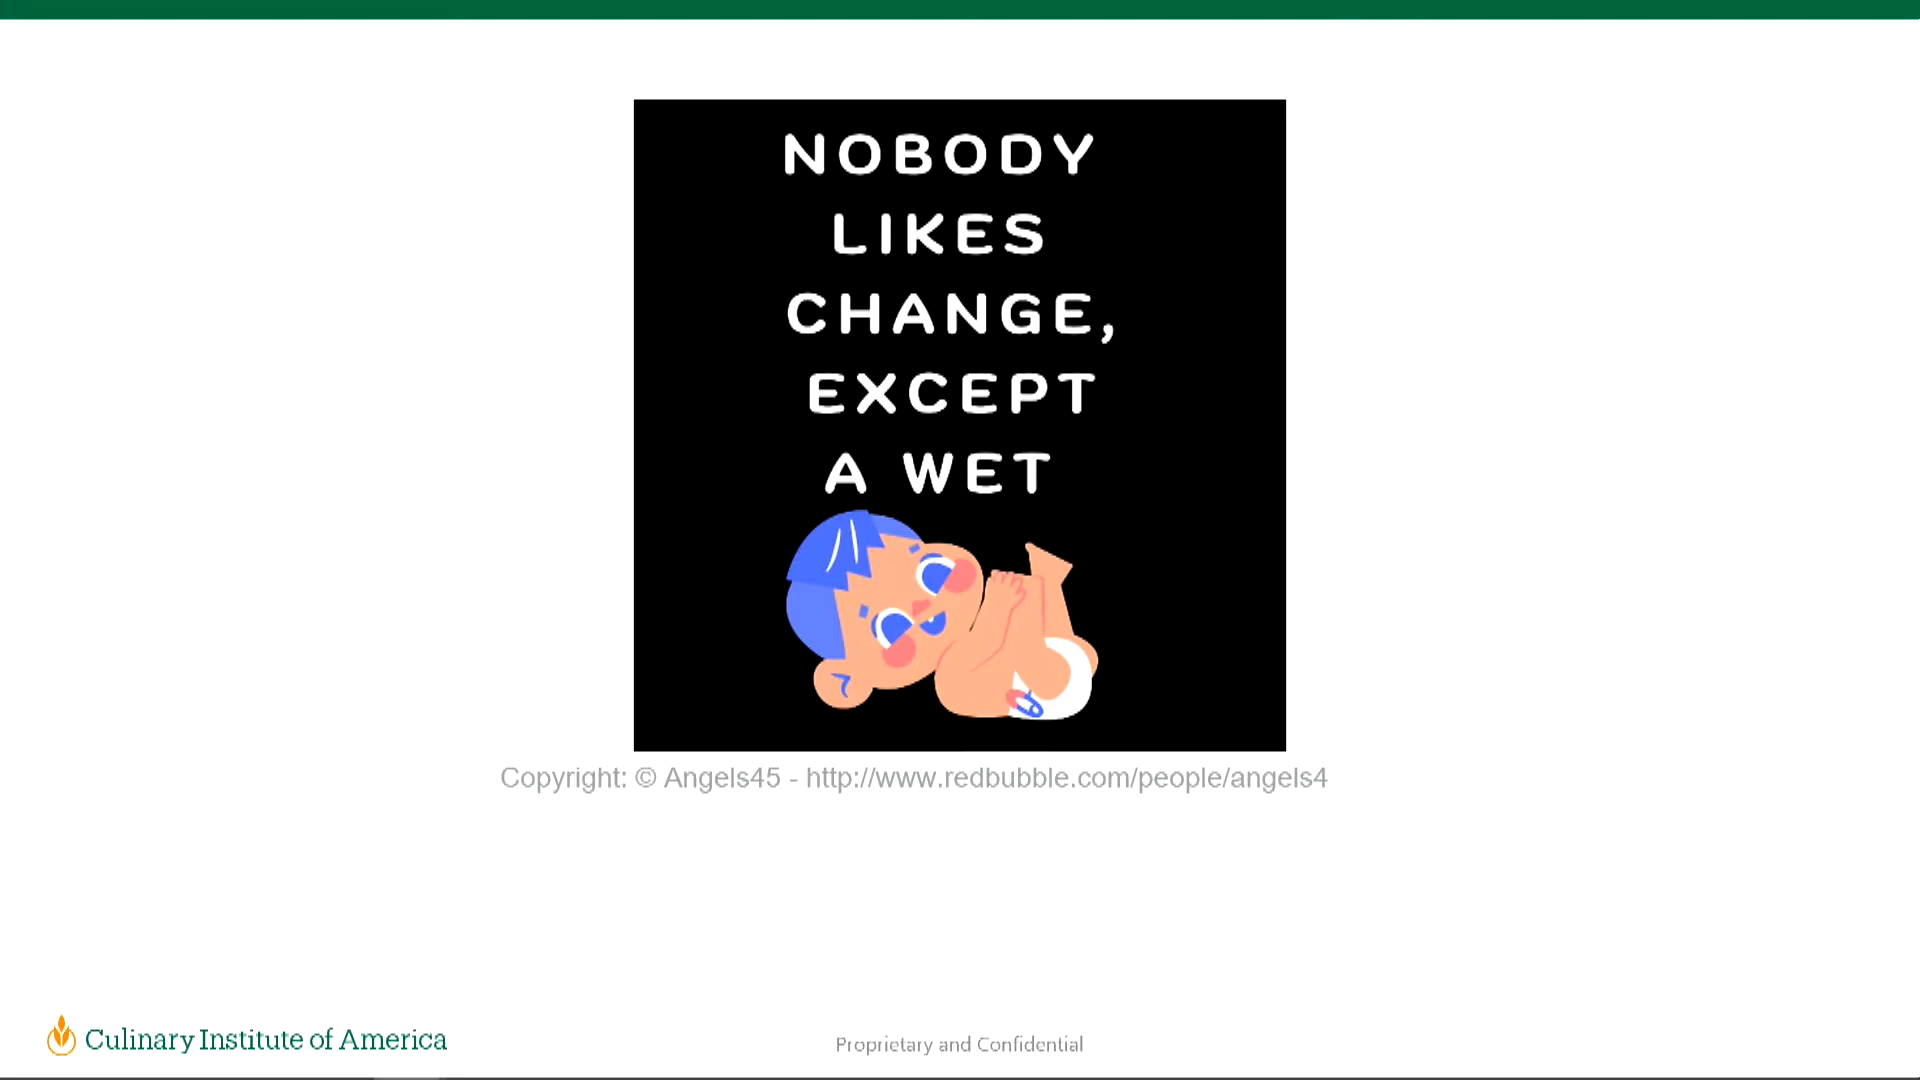 NOBODY
LIKES
CHANGE,
EXCEPT
A WET
Copyright: © Angels45 - http://www.redbubble.com/people/angels4
Culinary Institute of America
Proprietary and Confidential